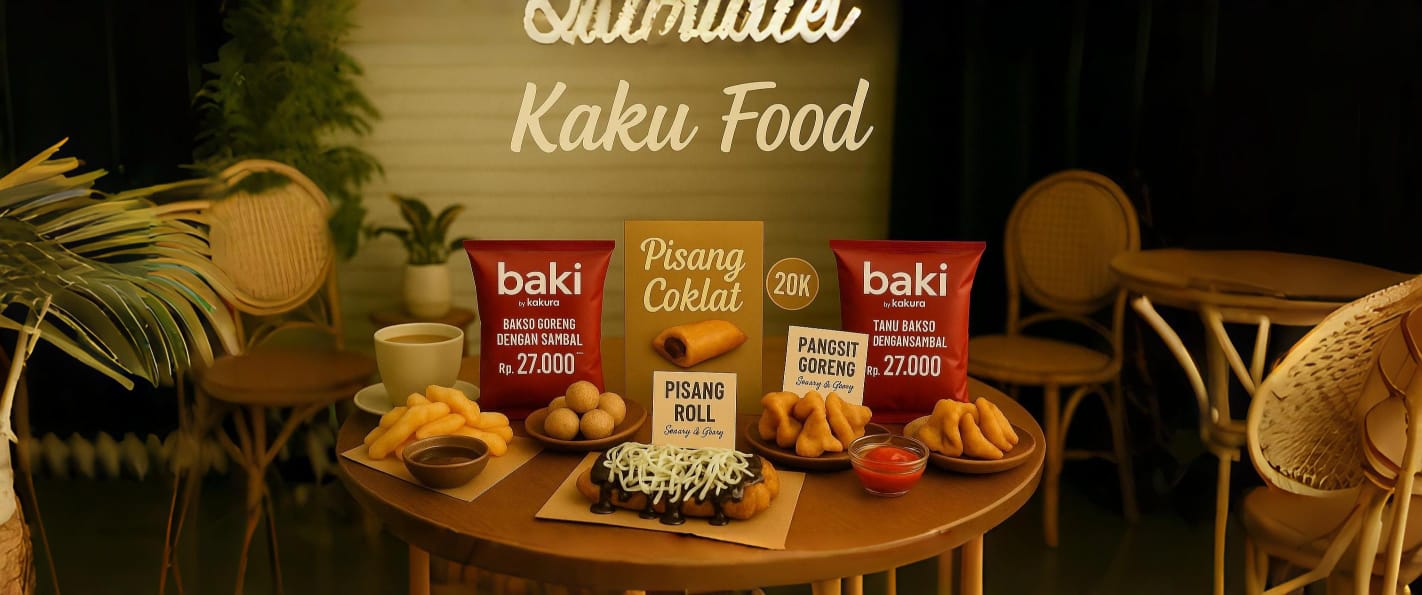 Kaku Food
baki
by kakura
BAKSO GORENG
DENGAN SAMBAL
Rp. 27.000
Pisang
Coklat
20K
baki
by kakura
TANU BAKSO
DENGANSAMBAL
Rp. 27.000
PANGSIT
GORENG
PISANG
ROLL